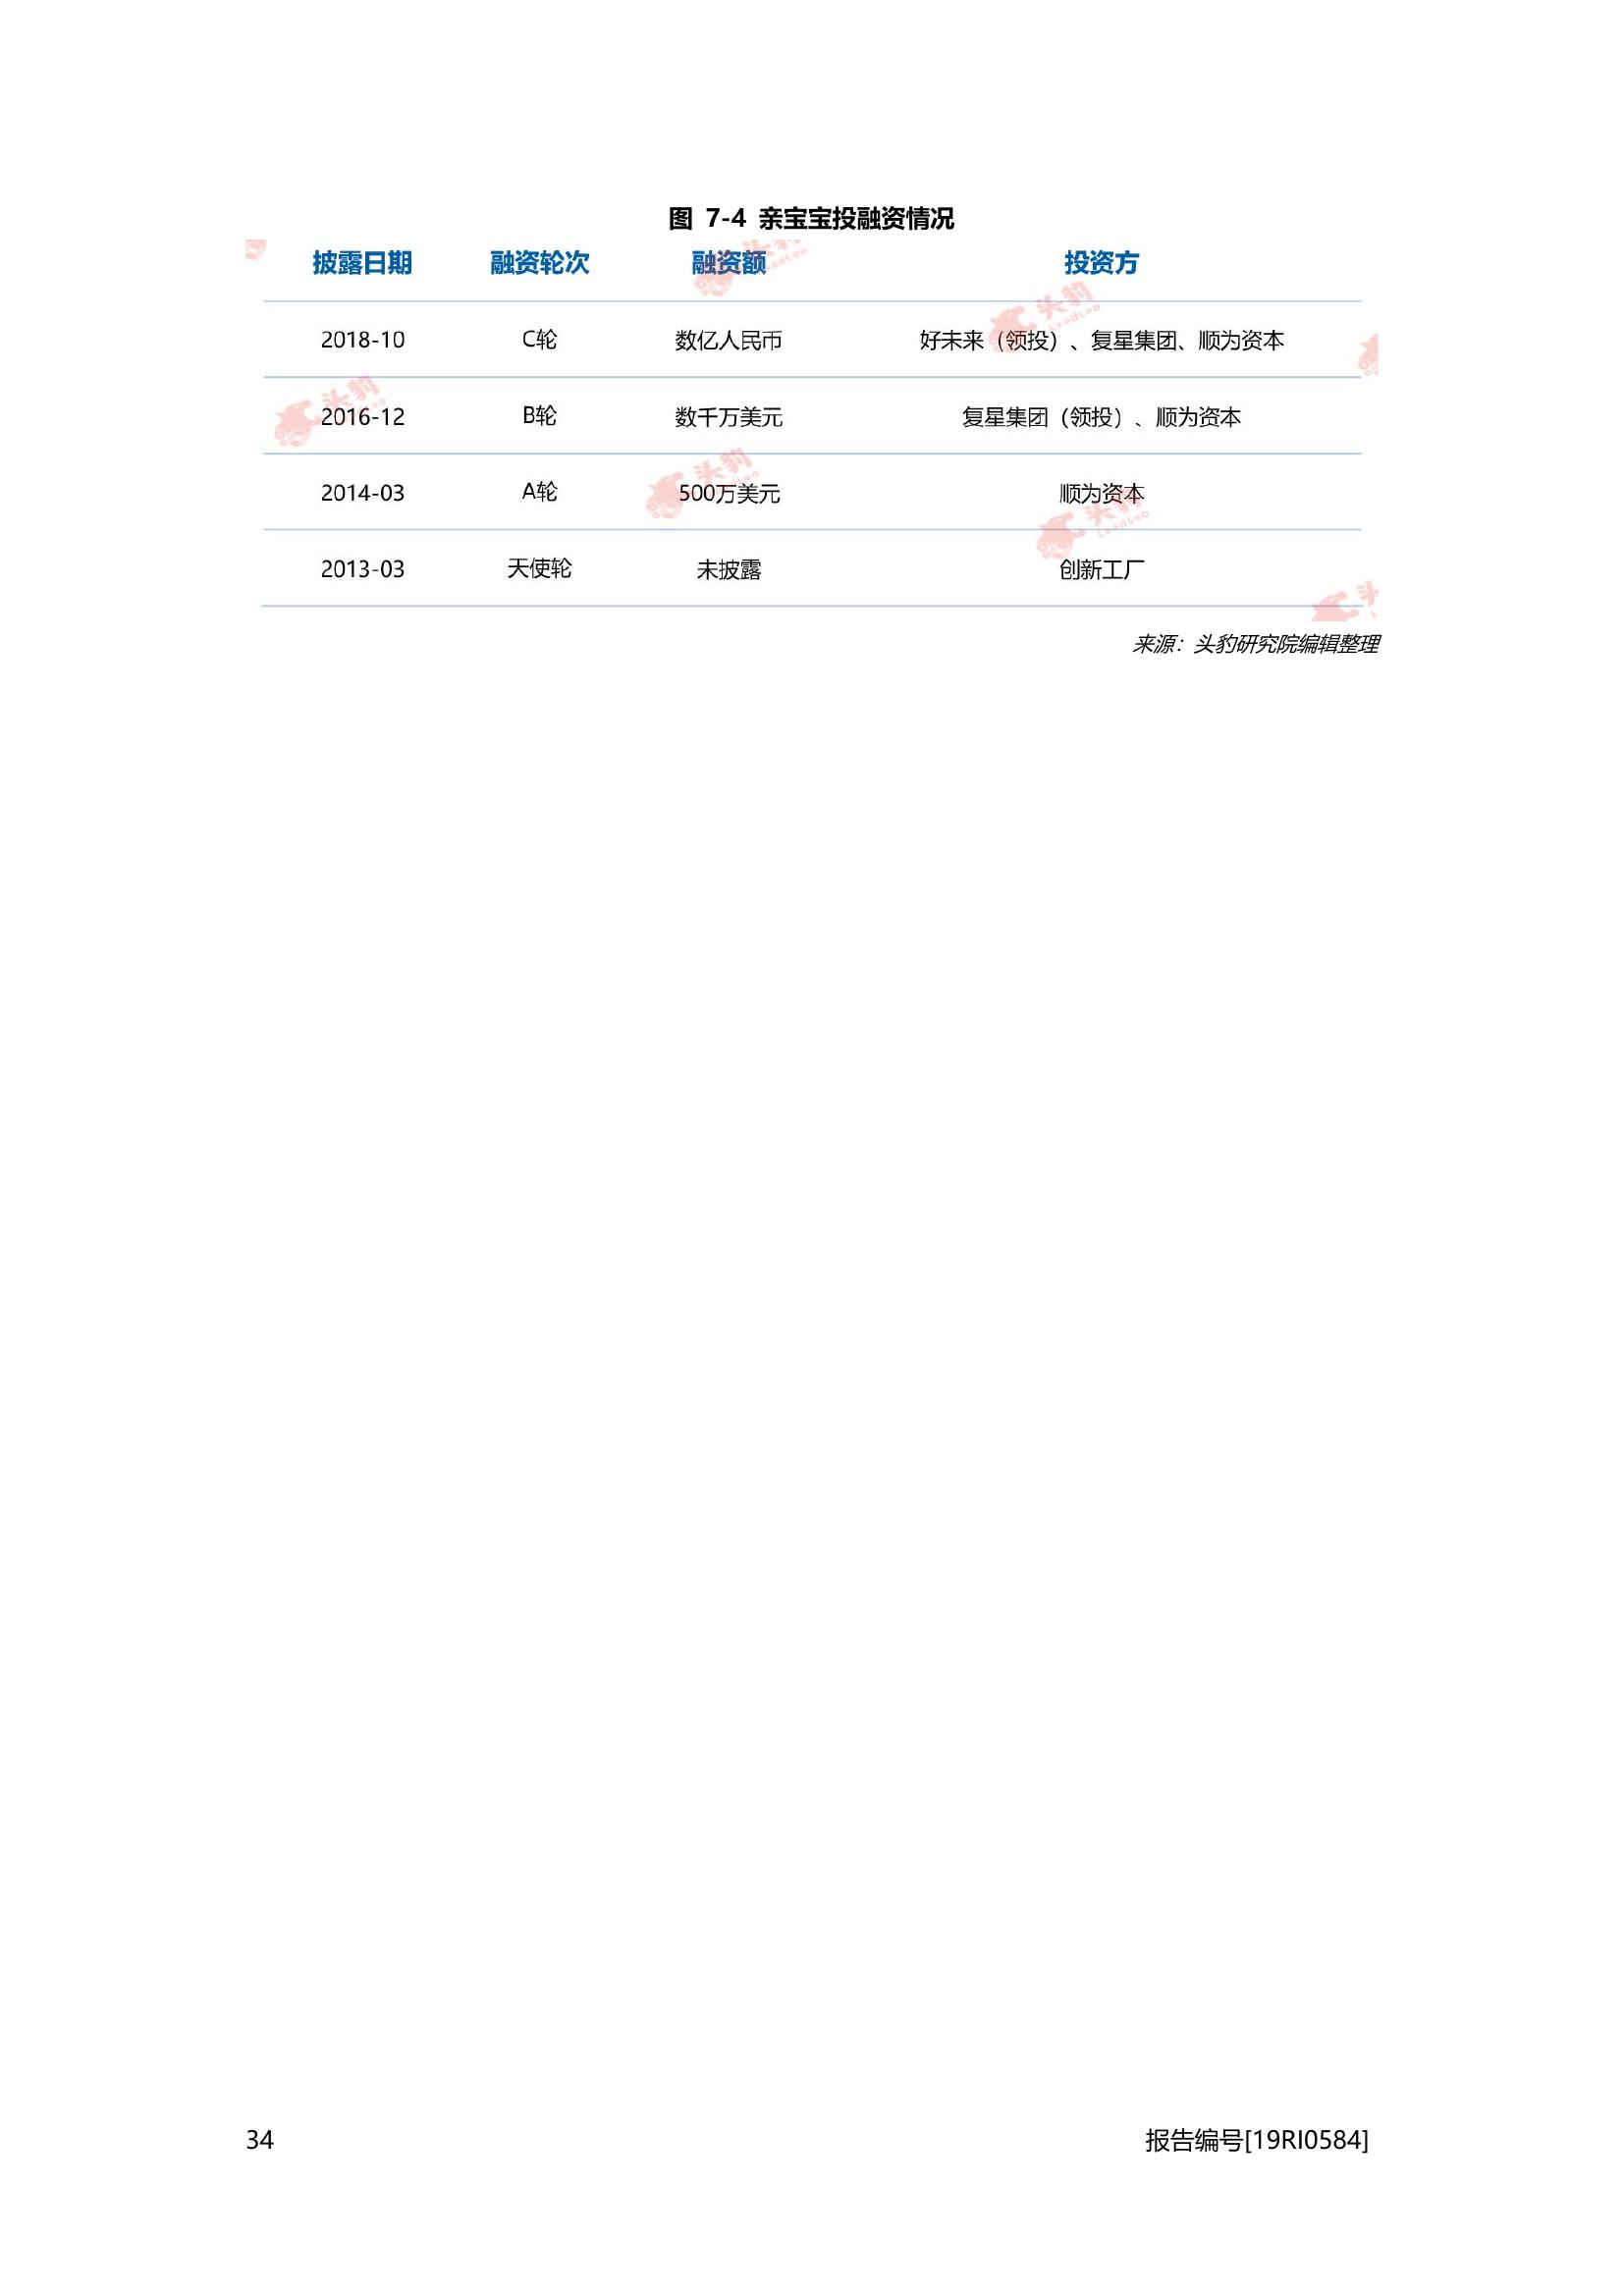 图 7-4 亲宝宝投融资情况
披露日期 融资轮次 融资额 投资方
2018-10 C轮 数亿人民币 好未来（领投）、复星集团、顺为资本
2016-12 B轮 数千万美元 复星集团（领投）、顺为资本
2014-03 A轮 500万美元 顺为资本
2013-03 天使轮 未披露 创新工厂
来源：头豹研究院编辑整理
头豹
LeadLeo
34 报告编号[19RI0584]